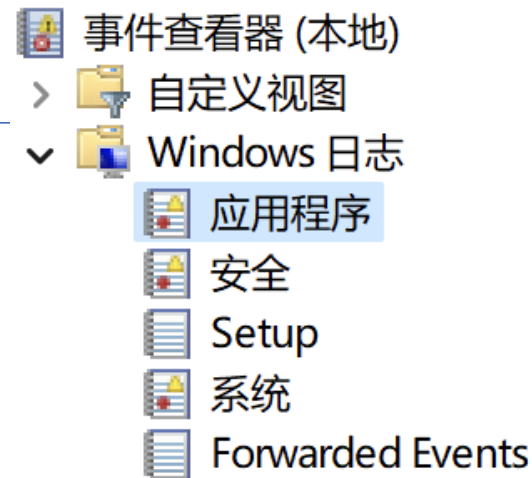 事件查看器 (本地)
自定义视图
Windows 日志
应用程序
安全
Setup
系统
Forwarded Events